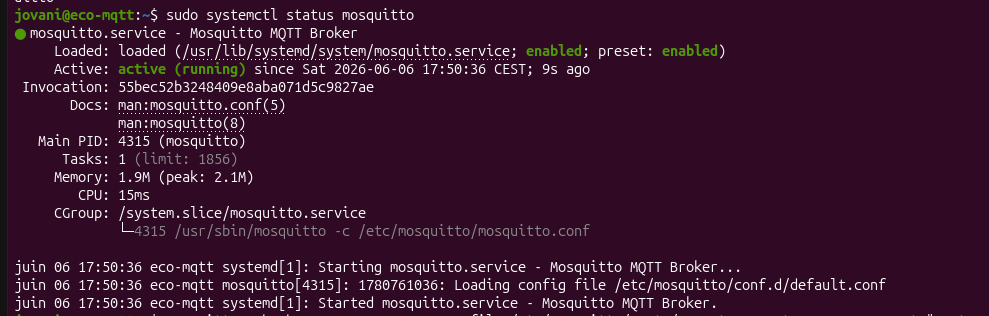 jovani@eco-mqtt:~$ sudo systemctl status mosquitto
● mosquitto.service - Mosquitto MQTT Broker
Loaded: loaded (/usr/lib/systemd/system/mosquitto.service; enabled; preset: enabled)
Active: active (running) since Sat 2026-06-06 17:50:36 CEST; 9s ago
Invocation: 55bec52b3248409e8aba071d5c9827ae
Docs: man:mosquitto.conf(5)
man:mosquitto(8)
Main PID: 4315 (mosquitto)
Tasks: 1 (limit: 1856)
Memory: 1.9M (peak: 2.1M)
CPU: 15ms
CGroup: /system.slice/mosquitto.service
└─4315 /usr/sbin/mosquitto -c /etc/mosquitto/mosquitto.conf
juin 06 17:50:36 eco-mqtt systemd[1]: Starting mosquitto.service - Mosquitto MQTT Broker...
juin 06 17:50:36 eco-mqtt mosquitto[4315]: 1780761036: Loading config file /etc/mosquitto/conf.d/default.conf
juin 06 17:50:36 eco-mqtt systemd[1]: Started mosquitto.service - Mosquitto MQTT Broker.